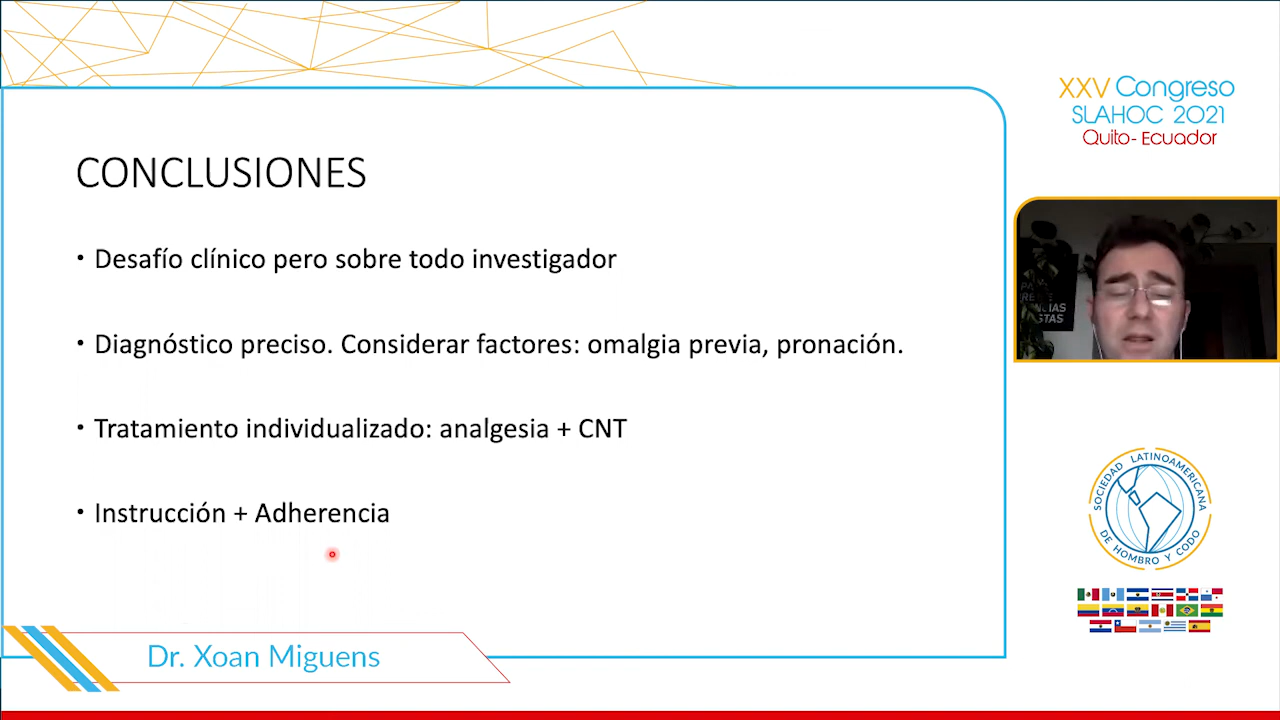 XXV Congreso
SLAHOC 2021
Quito-Ecuador
CONCLUSIONES
• Desafío clínico pero sobre todo investigador
• Diagnóstico preciso. Considerar factores: omalgia previa, pronación.
• Tratamiento individualizado: analgesia + CNT
• Instrucción + Adherencia
SOCIEDAD LATINOAMERICANA
DE HOMBRO Y CODO
Dr. Xoan Miguens